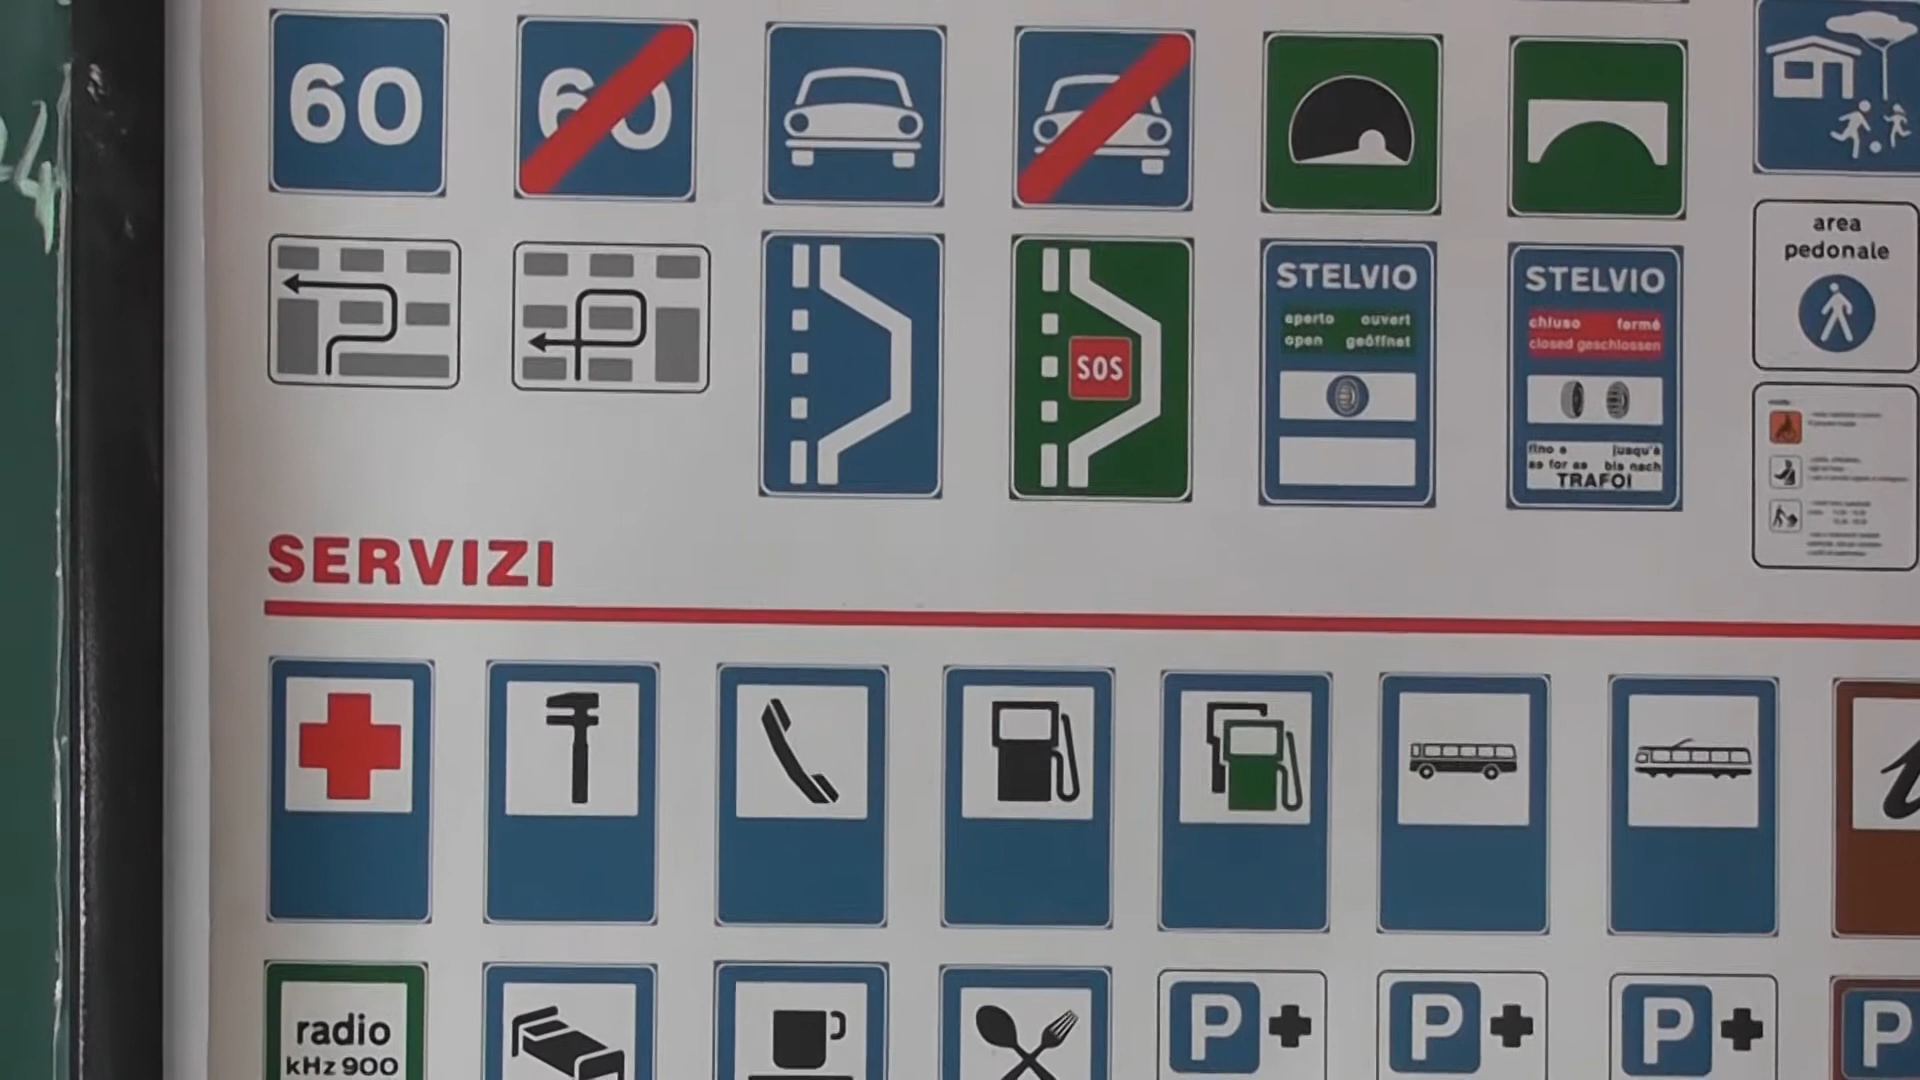 60
60
STELVIO
aperto ouvert
open geöffnet
STELVIO
chiuso fermé
closed geschlossen
fino a jusqu'à
as for as bis nach
TRAFOI
SOS
area
pedonale
SERVIZI
i
radio
kHz 900
P+
P+
P+
P